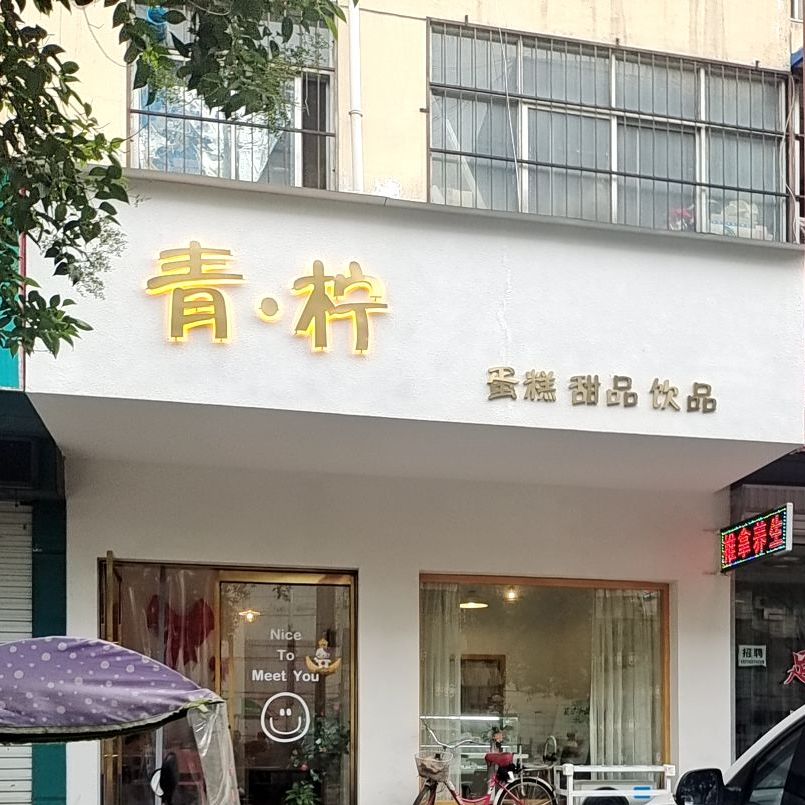 青·柠
蛋糕 甜品 饮品
推拿养生
Nice
To
Meet You
招聘